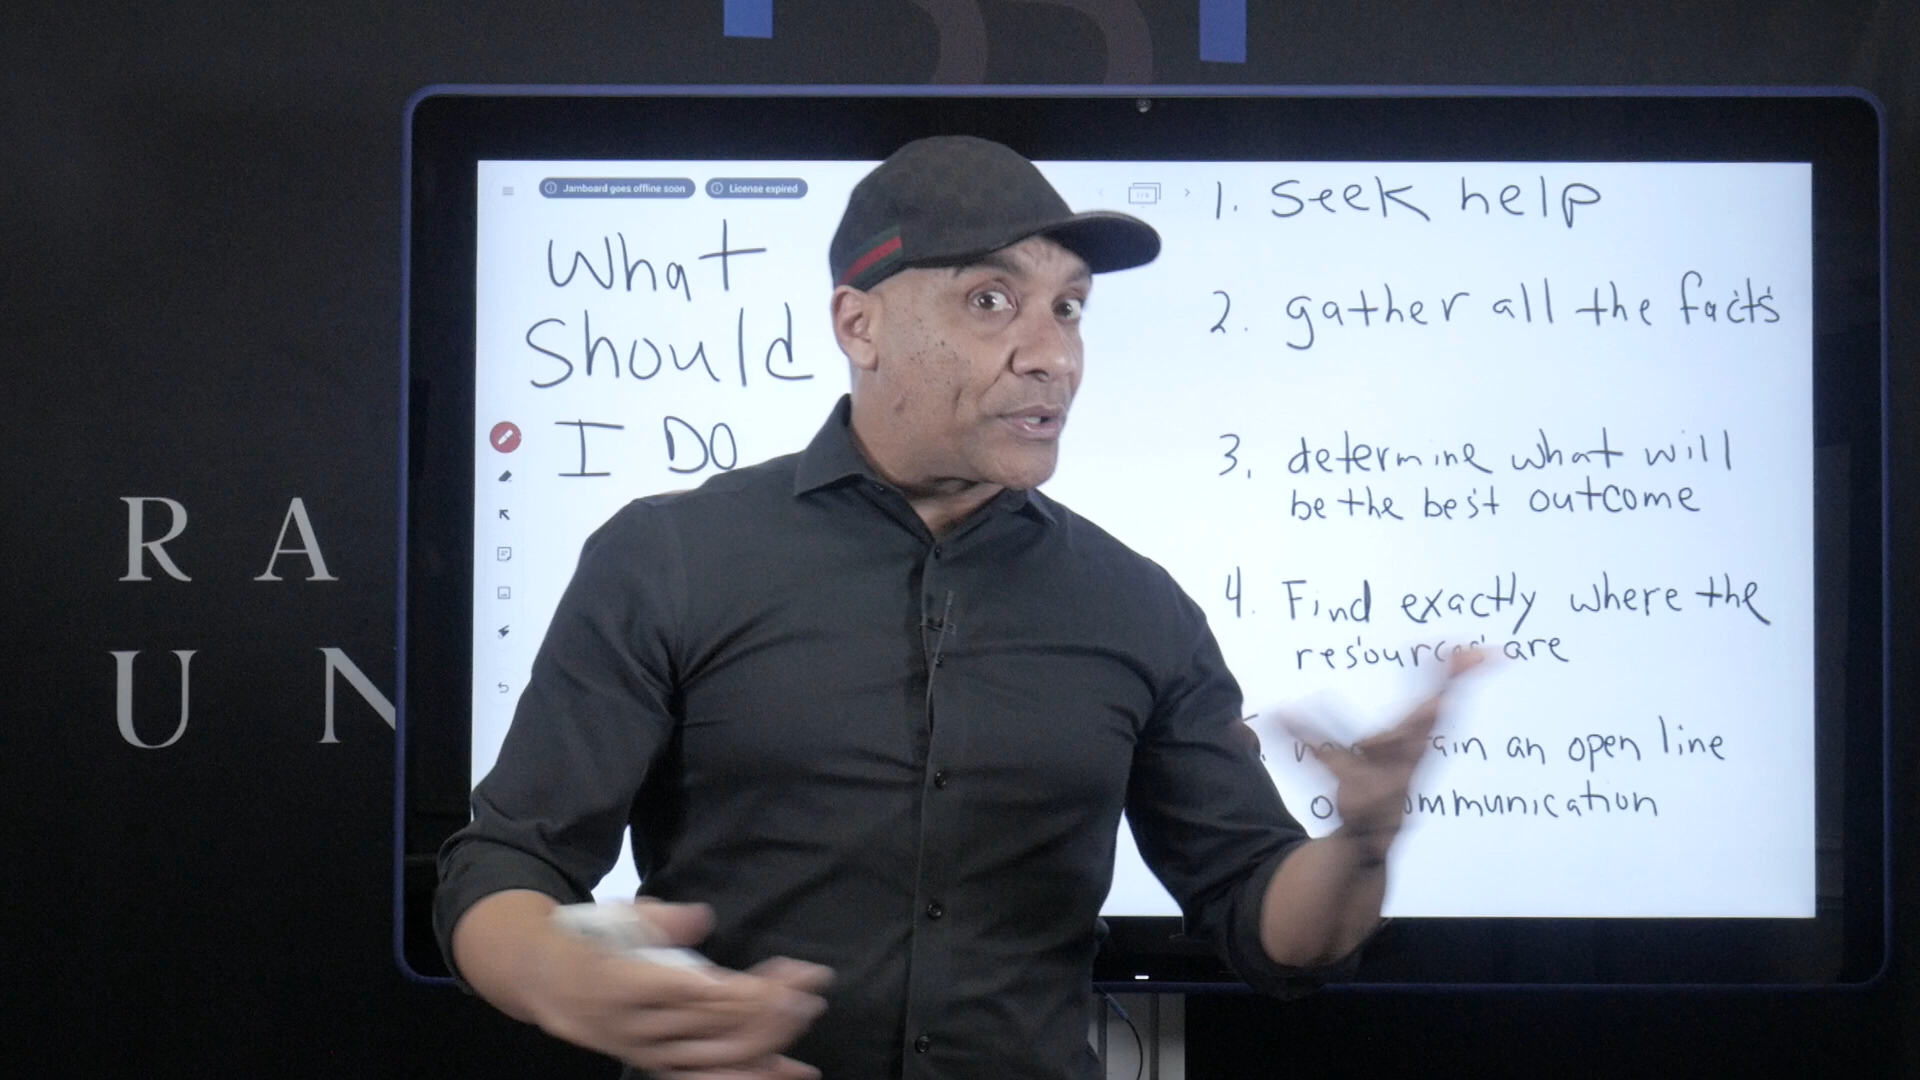 Jamboard goes offline soon
License expired
What
Should
I DO
1. Seek help
2. gather all the facts
3. determine what will
be the best outcome
4. Find exactly where the
resources are
an open line
R A
U N